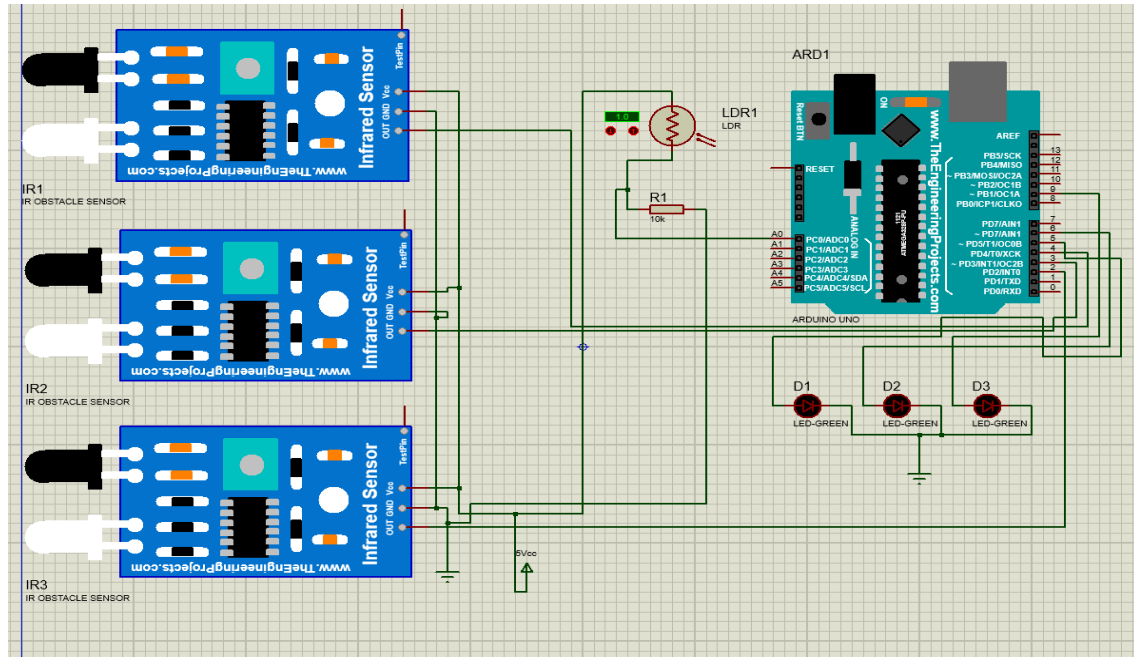 TestPin
Vcc
GND
OUT
Infrared Sensor
www.TheEngineeringProjects.com
IR1
IR OBSTACLE SENSOR
TestPin
Vcc
GND
OUT
Infrared Sensor
www.TheEngineeringProjects.com
IR2
IR OBSTACLE SENSOR
TestPin
Vcc
GND
OUT
Infrared Sensor
www.TheEngineeringProjects.com
IR3
IR OBSTACLE SENSOR
5Vcc
1.0
LDR1
LDR
R1
10k
ARD1
Reset BTN
ON
www.TheEngineeringProjects.com
RESET
ANALOG IN
ATMEGA328P-PU
1121
A0 PC0/ADC0
A1 PC1/ADC1
A2 PC2/ADC2
A3 PC3/ADC3
A4 PC4/ADC4/SDA
A5 PC5/ADC5/SCL
AREF
PB5/SCK 13
PB4/MISO 12
~ PB3/MOSI/OC2A 11
~ PB2/OC1B 10
~ PB1/OC1A 9
PB0/ICP1/CLKO 8
PD7/AIN1 7
~ PD7/AIN1 6
~ PD5/T1/OC0B 5
PD4/T0/XCK 4
~ PD3/INT1/OC2B 3
PD2/INT0 2
PD1/TXD 1
PD0/RXD 0
ARDUINO UNO
D1
LED-GREEN
D2
LED-GREEN
D3
LED-GREEN